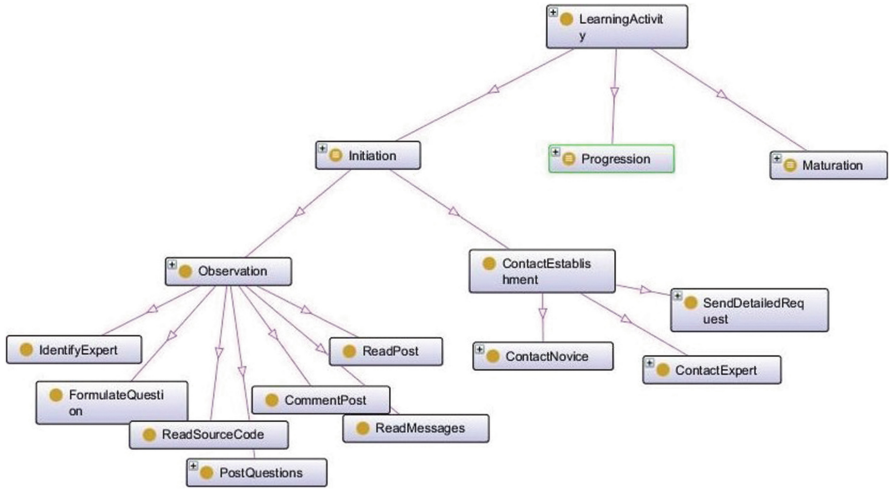 LearningActivit
y
Initiation
Progression
Maturation
Observation
ContactEstablis
hment
SendDetailedReq
uest
IdentifyExpert
ReadPost
ContactNovice
ContactExpert
FormulateQuesti
on
CommentPost
ReadSourceCode
ReadMessages
PostQuestions